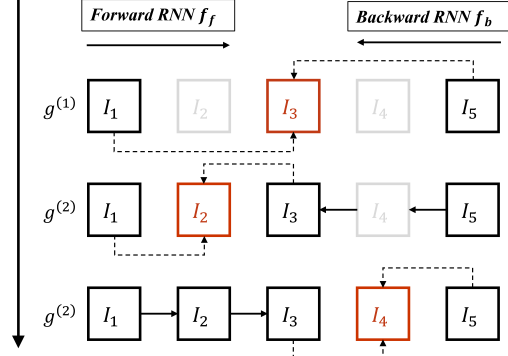 Forward RNN f_f Backward RNN f_b
g^(1) I_1 I_2 I_3 I_4 I_5
g^(2) I_1 I_2 I_3 I_4 I_5
g^(2) I_1 I_2 I_3 I_4 I_5